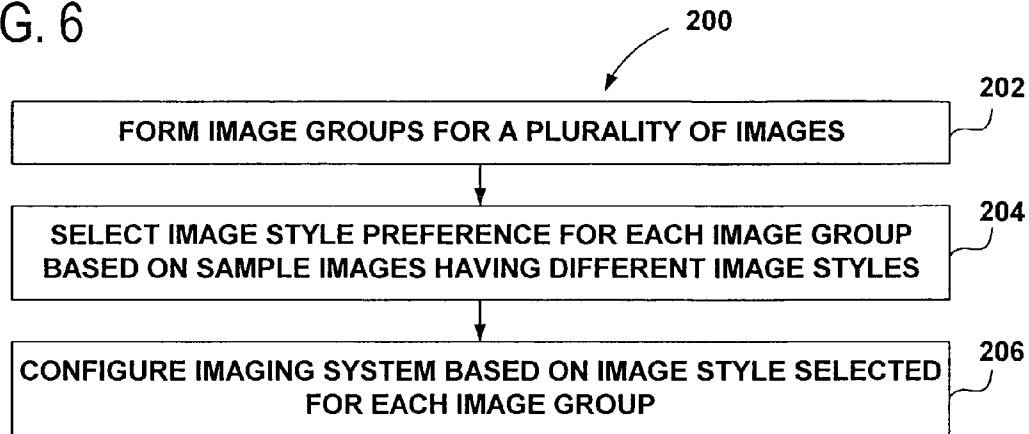 G. 6
200
202
FORM IMAGE GROUPS FOR A PLURALITY OF IMAGES
204
SELECT IMAGE STYLE PREFERENCE FOR EACH IMAGE GROUP
BASED ON SAMPLE IMAGES HAVING DIFFERENT IMAGE STYLES
206
CONFIGURE IMAGING SYSTEM BASED ON IMAGE STYLE SELECTED
FOR EACH IMAGE GROUP